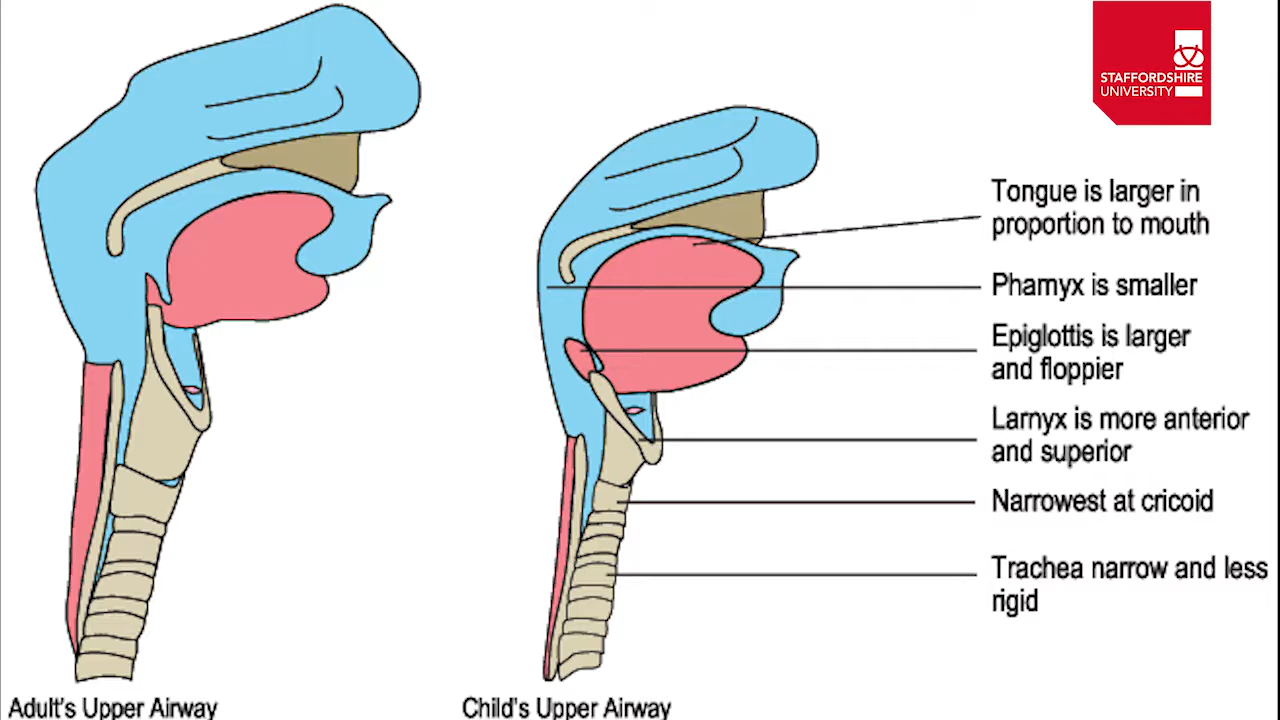 STAFFORDSHIRE
UNIVERSITY
Tongue is larger in
proportion to mouth
Pharnyx is smaller
Epiglottis is larger
and floppier
Larnyx is more anterior
and superior
Narrowest at cricoid
Trachea narrow and less
rigid
Adult's Upper Airway
Child's Upper Airway